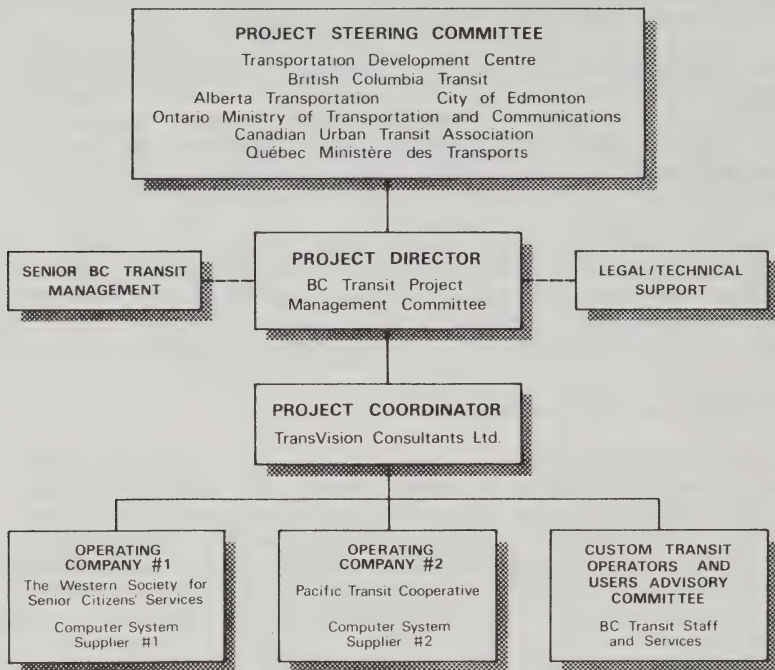 PROJECT STEERING COMMITTEE
Transportation Development Centre
British Columbia Transit
Alberta Transportation City of Edmonton
Ontario Ministry of Transportation and Communications
Canadian Urban Transit Association
Québec Ministère des Transports
SENIOR BC TRANSIT
MANAGEMENT
PROJECT DIRECTOR
BC Transit Project
Management Committee
LEGAL/TECHNICAL
SUPPORT
PROJECT COORDINATOR
TransVision Consultants Ltd.
OPERATING
COMPANY #1
The Western Society for
Senior Citizens' Services
Computer System
Supplier #1
OPERATING
COMPANY #2
Pacific Transit Cooperative
Computer System
Supplier #2
CUSTOM TRANSIT
OPERATORS AND
USERS ADVISORY
COMMITTEE
BC Transit Staff
and Services